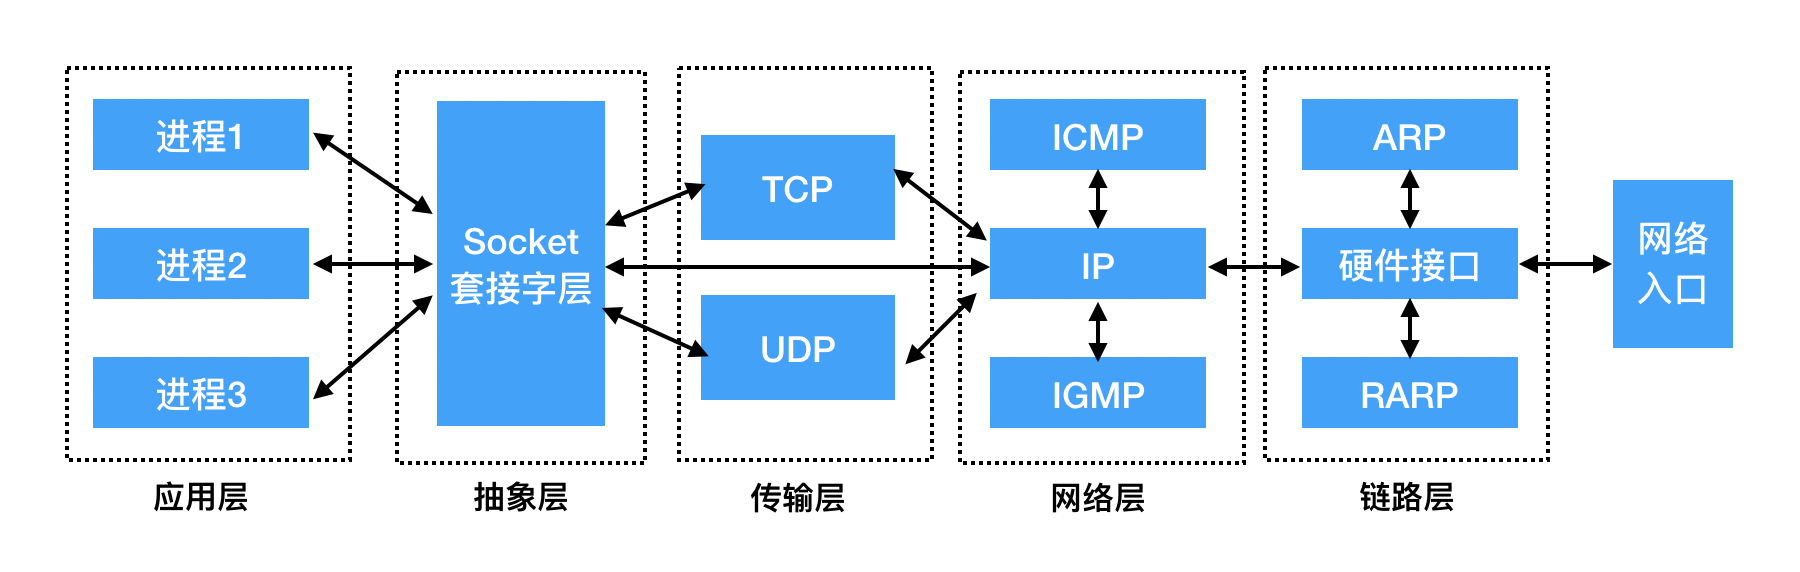 进程1
进程2
进程3
应用层
Socket
套接字层
抽象层
TCP
UDP
传输层
ICMP
IP
IGMP
网络层
ARP
硬件接口
RARP
链路层
网络
入口